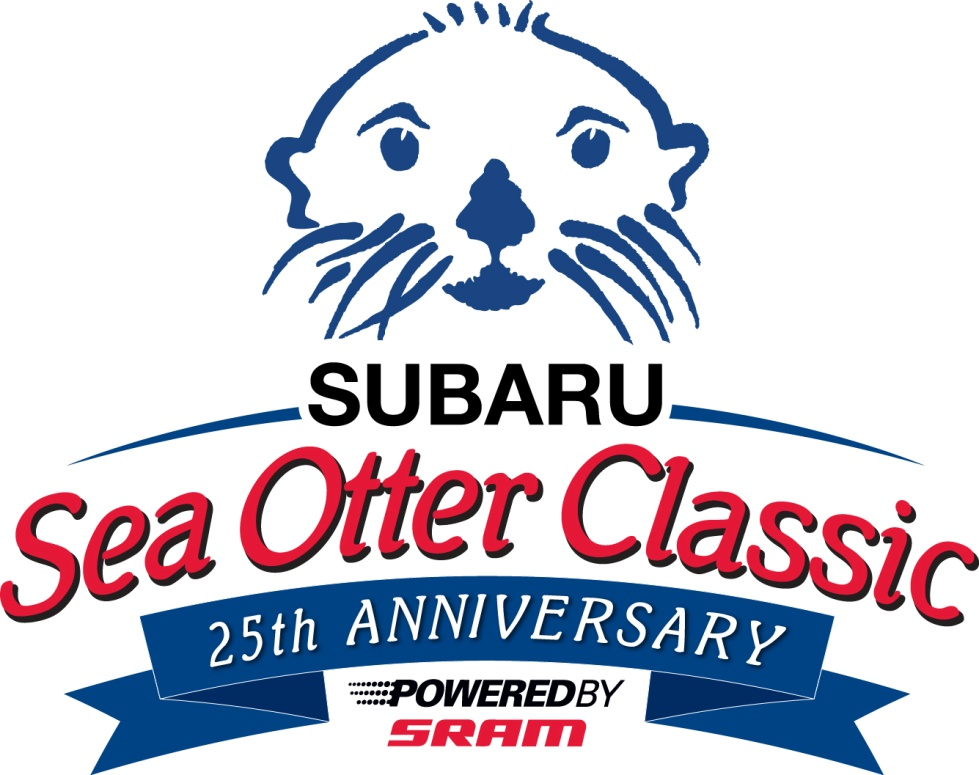 SUBARU
Sea Otter Classic
25th ANNIVERSARY
POWERED BY
SRAM